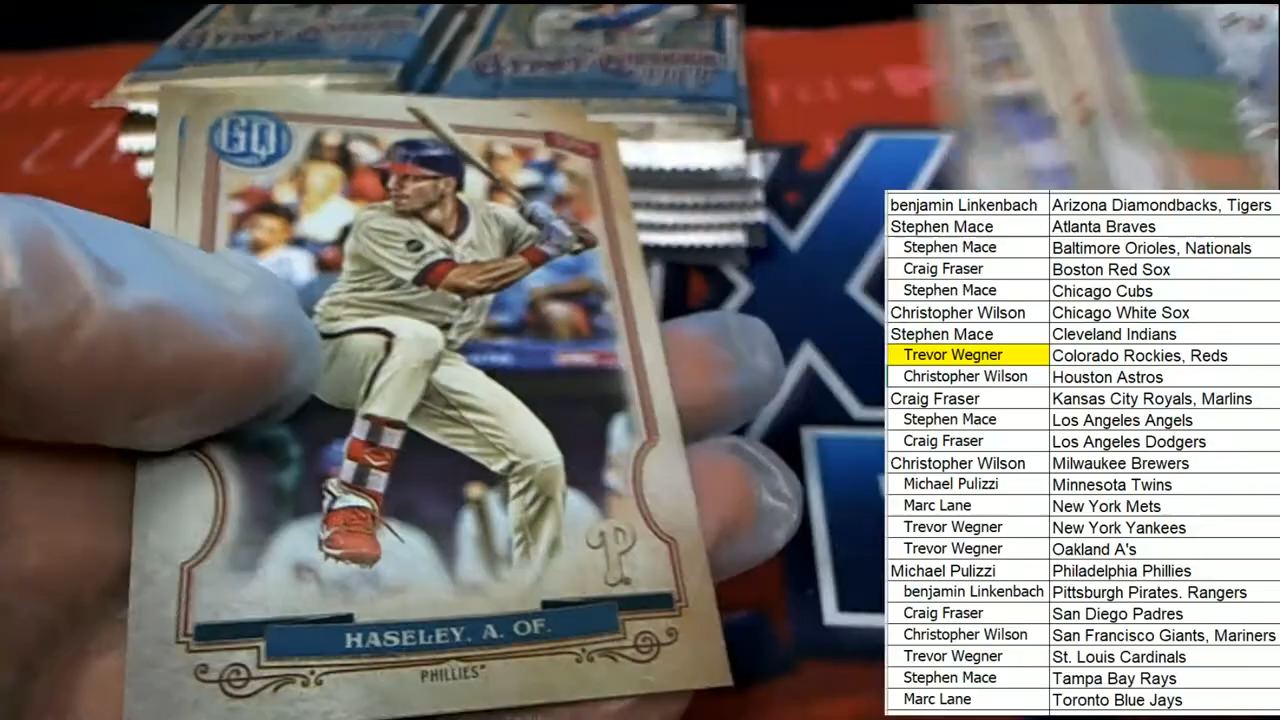 GYPSY QUEEN
GYPSY QUEEN
GQ
P
HASELEY, A. OF.
PHILLIES
benjamin Linkenbach Arizona Diamondbacks, Tigers
Stephen Mace Atlanta Braves
Stephen Mace Baltimore Orioles, Nationals
Craig Fraser Boston Red Sox
Stephen Mace Chicago Cubs
Christopher Wilson Chicago White Sox
Stephen Mace Cleveland Indians
Trevor Wegner Colorado Rockies, Reds
Christopher Wilson Houston Astros
Craig Fraser Kansas City Royals, Marlins
Stephen Mace Los Angeles Angels
Craig Fraser Los Angeles Dodgers
Christopher Wilson Milwaukee Brewers
Michael Pulizzi Minnesota Twins
Marc Lane New York Mets
Trevor Wegner New York Yankees
Trevor Wegner Oakland A's
Michael Pulizzi Philadelphia Phillies
benjamin Linkenbach Pittsburgh Pirates. Rangers
Craig Fraser San Diego Padres
Christopher Wilson San Francisco Giants, Mariners
Trevor Wegner St. Louis Cardinals
Stephen Mace Tampa Bay Rays
Marc Lane Toronto Blue Jays